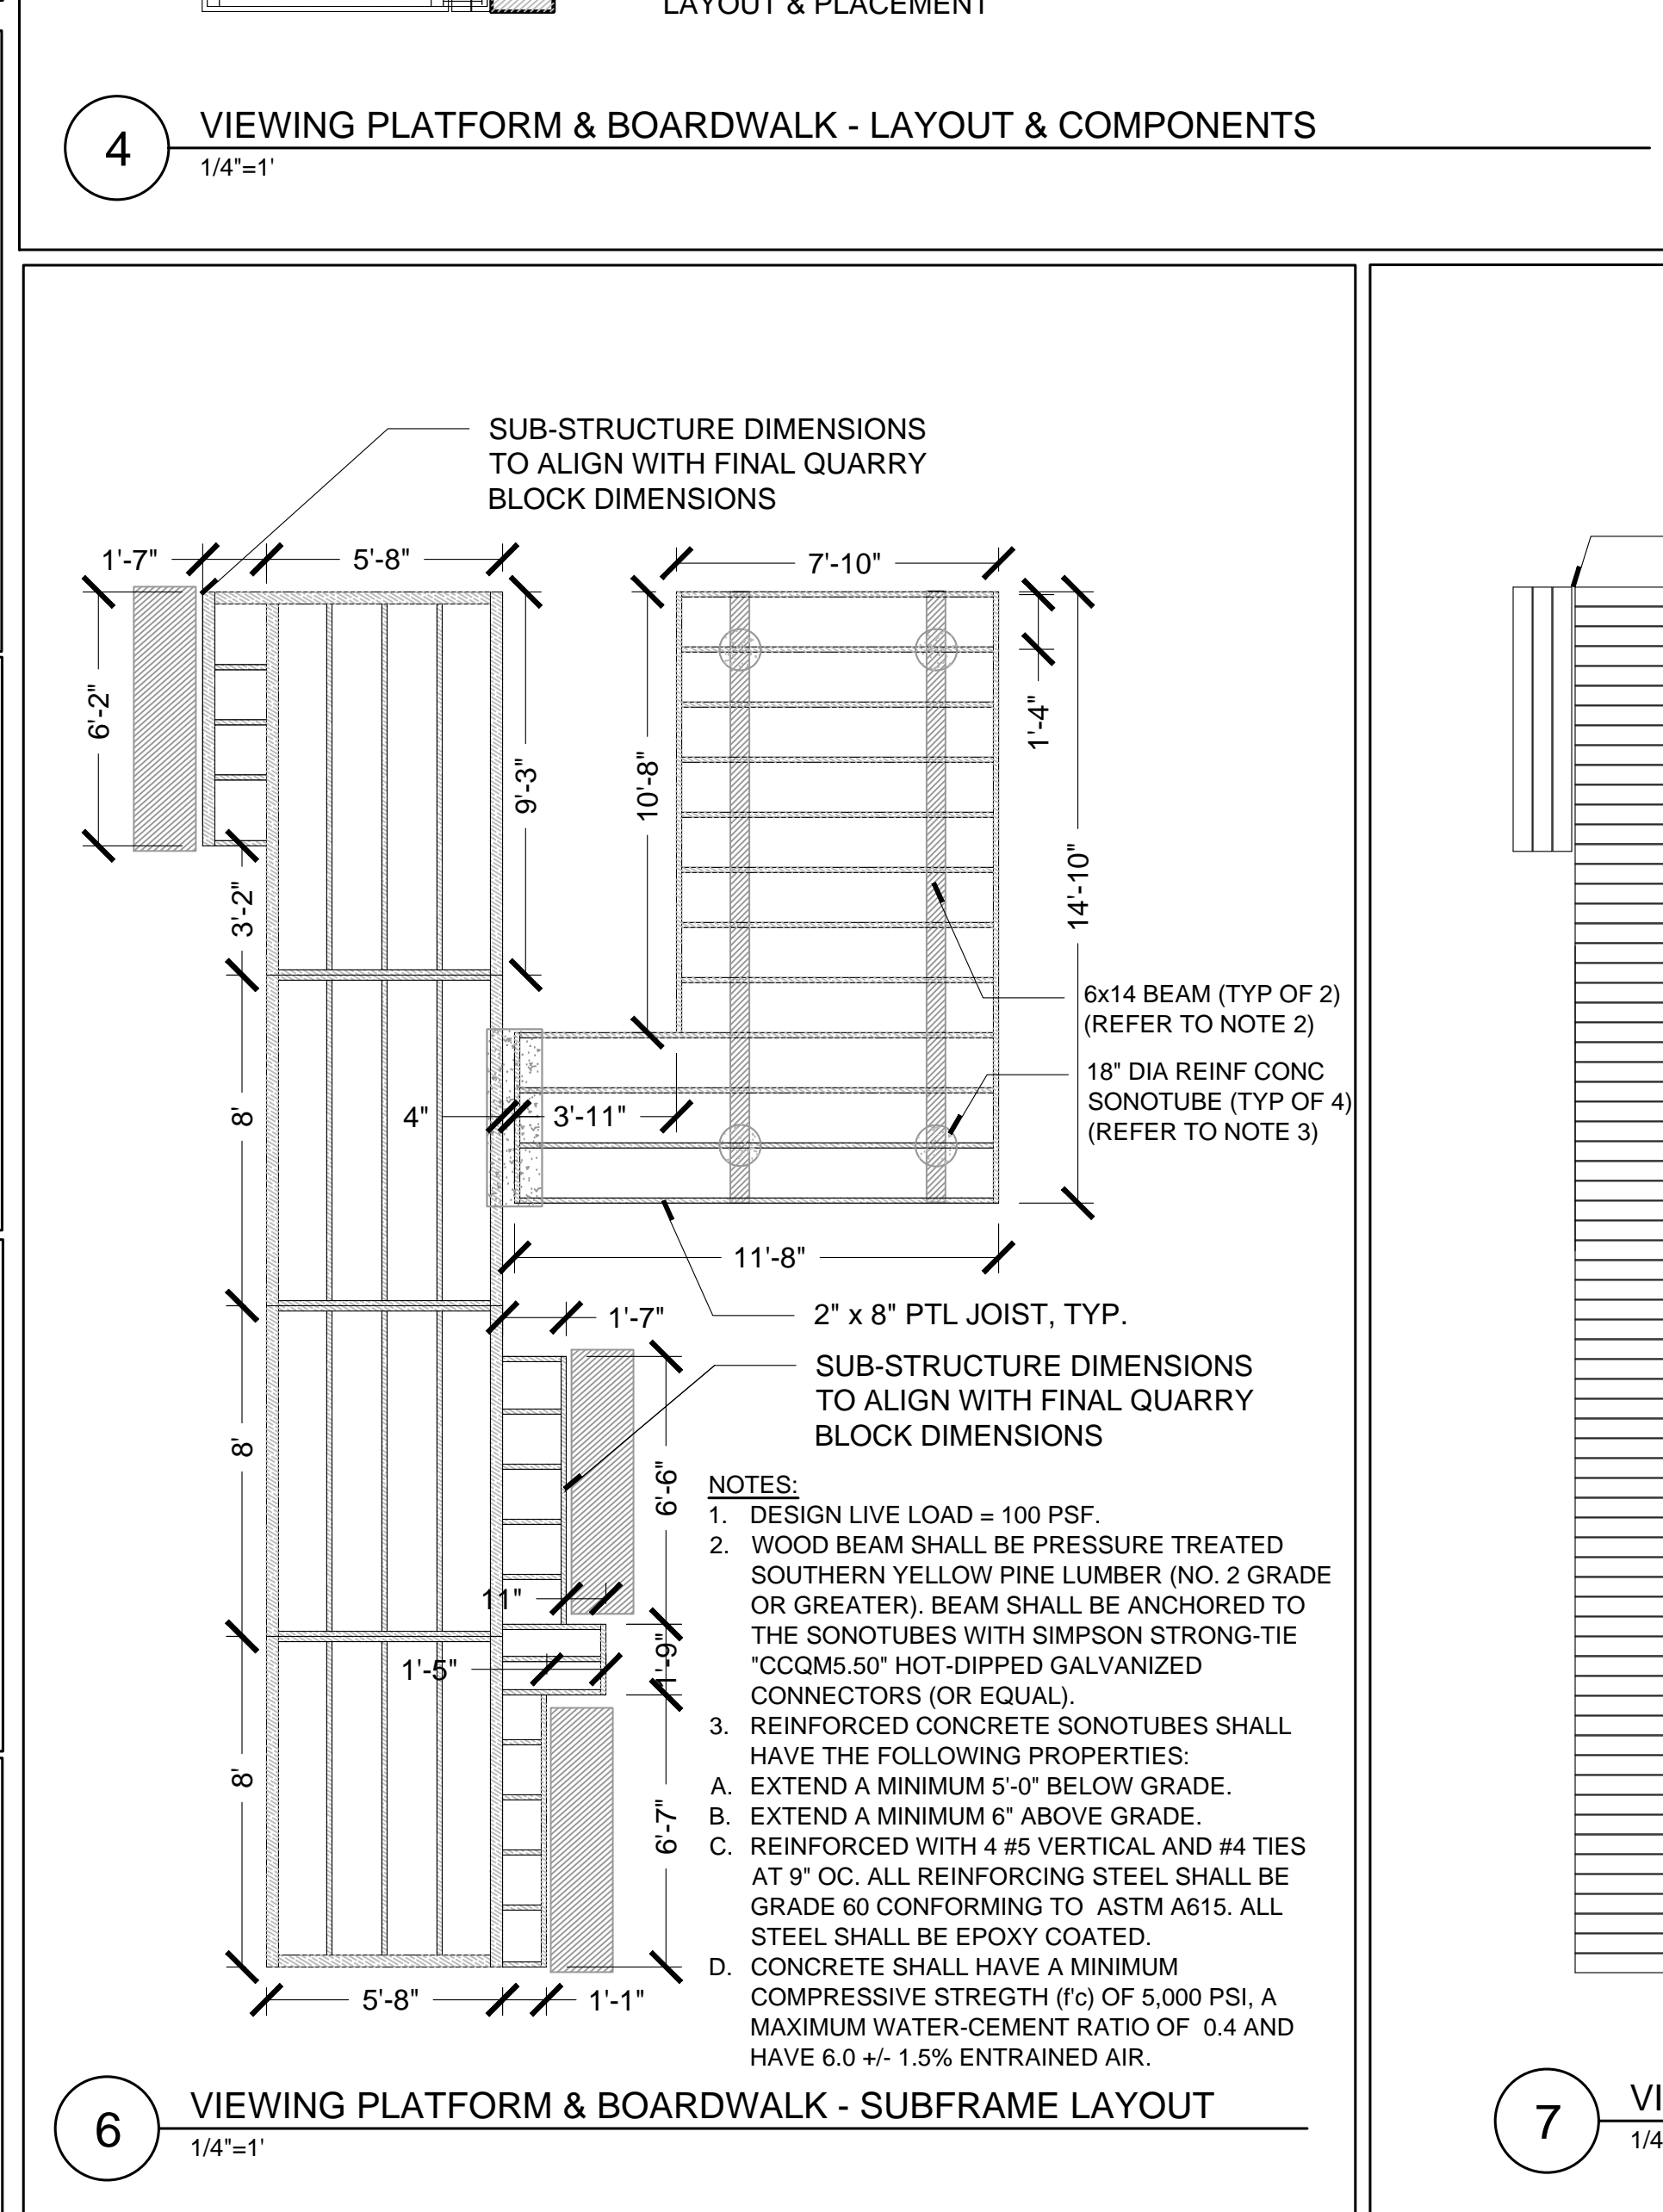 LAYOUT & PLACEMENT
4
VIEWING PLATFORM & BOARDWALK - LAYOUT & COMPONENTS
1/4"=1'
SUB-STRUCTURE DIMENSIONS
TO ALIGN WITH FINAL QUARRY
BLOCK DIMENSIONS
1'-7"
5'-8"
7'-10"
6'-2"
9'-3"
10'-8"
1'-4"
14'-10"
3'-2"
6x14 BEAM (TYP OF 2)
(REFER TO NOTE 2)
18" DIA REINF CONC
SONOTUBE (TYP OF 4)
(REFER TO NOTE 3)
8'
4"
3'-11"
11'-8"
2" x 8" PTL JOIST, TYP.
1'-7"
SUB-STRUCTURE DIMENSIONS
TO ALIGN WITH FINAL QUARRY
BLOCK DIMENSIONS
8'
6'-6"
11"
1'-5"
1'-9"
8'
6'-7"
5'-8"
1'-1"
NOTES:
1. DESIGN LIVE LOAD = 100 PSF.
2. WOOD BEAM SHALL BE PRESSURE TREATED
SOUTHERN YELLOW PINE LUMBER (NO. 2 GRADE
OR GREATER). BEAM SHALL BE ANCHORED TO
THE SONOTUBES WITH SIMPSON STRONG-TIE
"CCQM5.50" HOT-DIPPED GALVANIZED
CONNECTORS (OR EQUAL).
3. REINFORCED CONCRETE SONOTUBES SHALL
HAVE THE FOLLOWING PROPERTIES:
A. EXTEND A MINIMUM 5'-0" BELOW GRADE.
B. EXTEND A MINIMUM 6" ABOVE GRADE.
C. REINFORCED WITH 4 #5 VERTICAL AND #4 TIES
AT 9" OC. ALL REINFORCING STEEL SHALL BE
GRADE 60 CONFORMING TO ASTM A615. ALL
STEEL SHALL BE EPOXY COATED.
D. CONCRETE SHALL HAVE A MINIMUM
COMPRESSIVE STREGTH (f'c) OF 5,000 PSI, A
MAXIMUM WATER-CEMENT RATIO OF 0.4 AND
HAVE 6.0 +/- 1.5% ENTRAINED AIR.
6
VIEWING PLATFORM & BOARDWALK - SUBFRAME LAYOUT
1/4"=1'
7
VI
1/4